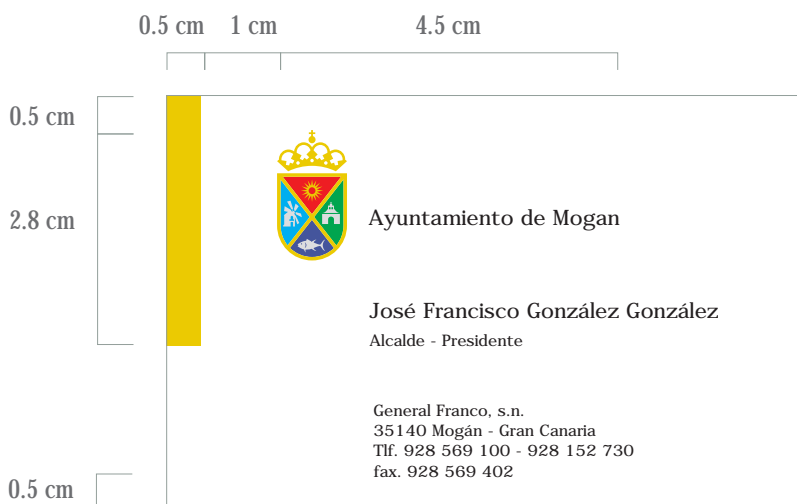 0.5 cm 1 cm 4.5 cm
0.5 cm
2.8 cm
Ayuntamiento de Mogan
José Francisco González González
Alcalde - Presidente
General Franco, s.n.
35140 Mogán - Gran Canaria
Tlf. 928 569 100 - 928 152 730
fax. 928 569 402
0.5 cm